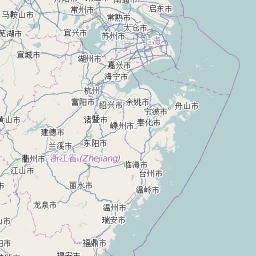 启东市
马鞍山市
常州市
常熟市
太仓市
宜兴市
苏州市
上海
宣城市
湖州市
嘉兴市
海宁市
杭州
富阳市
绍兴市
余姚市
舟山市
宁波市
诸暨市
嵊州市
奉化市
黄山市
建德市
兰溪市
东阳市
衢州市
浙江省 (Zhejiang)
临海市
台州市
丽水市
温岭市
龙泉市
温州市
瑞安市
福鼎市
福安市